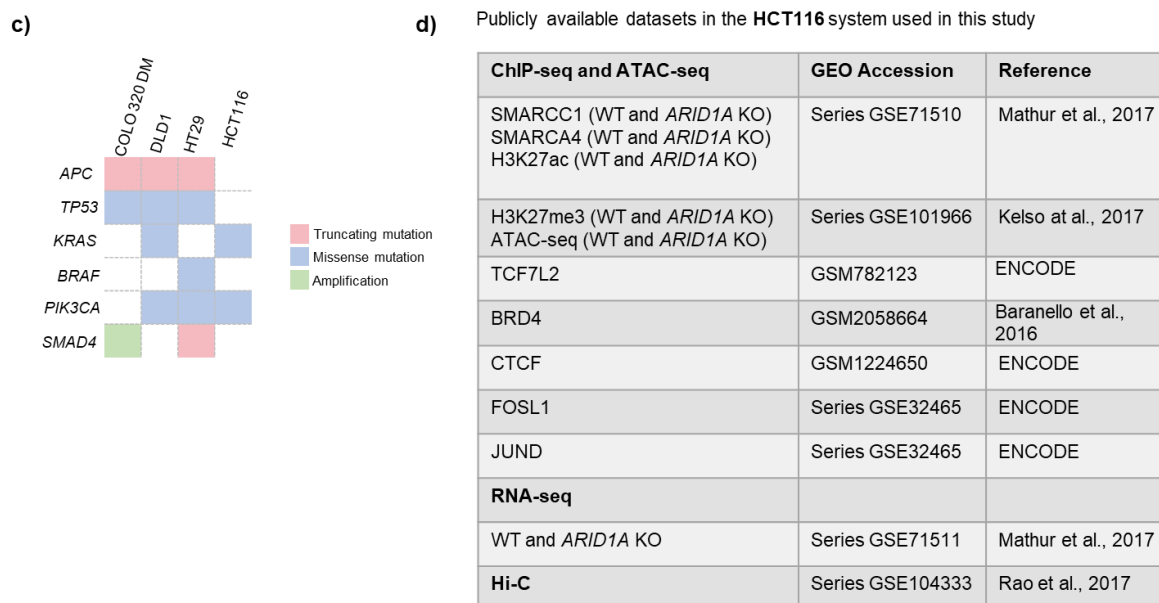 c)
COLO 320 DM
DLD1
HT29
HCT116
APC
TP53
KRAS
BRAF
PIK3CA
SMAD4
Truncating mutation
Missense mutation
Amplification
d)
Publicly available datasets in the HCT116 system used in this study
ChIP-seq and ATAC-seq GEO Accession Reference
SMARCC1 (WT and ARID1A KO) Series GSE71510 Mathur et al., 2017
SMARCA4 (WT and ARID1A KO)
H3K27ac (WT and ARID1A KO)
H3K27me3 (WT and ARID1A KO) Series GSE101966 Kelso at al., 2017
ATAC-seq (WT and ARID1A KO)
TCF7L2 GSM782123 ENCODE
BRD4 GSM2058664 Baranello et al.,
2016
CTCF GSM1224650 ENCODE
FOSL1 Series GSE32465 ENCODE
JUND Series GSE32465 ENCODE
RNA-seq
WT and ARID1A KO Series GSE71511 Mathur et al., 2017
Hi-C Series GSE104333 Rao et al., 2017